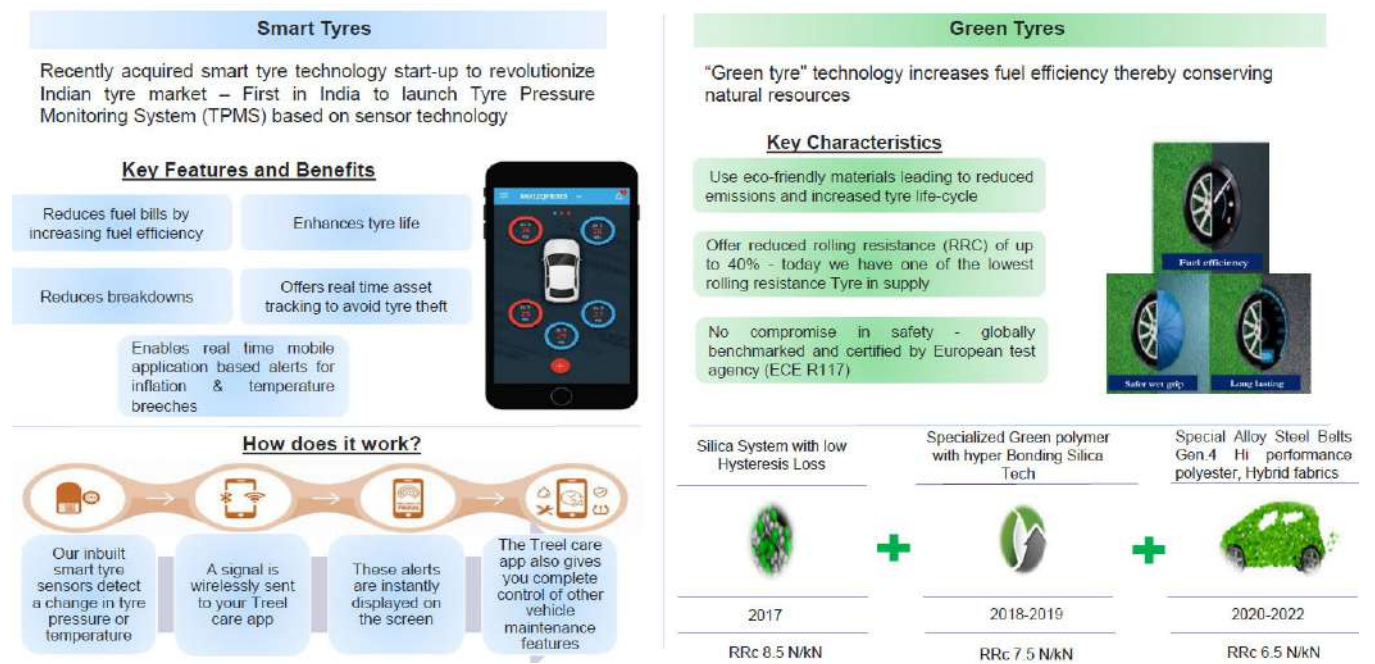 Smart Tyres
Recently acquired smart tyre technology start-up to revolutionize
Indian tyre market – First in India to launch Tyre Pressure
Monitoring System (TPMS) based on sensor technology
Key Features and Benefits
Reduces fuel bills by
increasing fuel efficiency
Enhances tyre life
Reduces breakdowns
Offers real time asset
tracking to avoid tyre theft
Enables real time mobile
application based alerts for
inflation & temperature
breeches
How does it work?
Our inbuilt
smart tyre
sensors detect
a change in tyre
pressure or
temperature
A signal is
wirelessly sent
to your Treel
care app
These alerts
are instantly
displayed on
the screen
The Treel care
app also gives
you complete
control of other
vehicle
maintenance
features
Green Tyres
“Green tyre" technology increases fuel efficiency thereby conserving
natural resources
Key Characteristics
Use eco-friendly materials leading to reduced
emissions and increased tyre life-cycle
Offer reduced rolling resistance (RRC) of up
to 40% - today we have one of the lowest
rolling resistance Tyre in supply
No compromise in safety - globally
benchmarked and certified by European test
agency (ECE R117)
Fuel efficiency
Safer wet grip
Long lasting
Silica System with low
Hysteresis Loss
Specialized Green polymer
with hyper Bonding Silica
Tech
Special Alloy Steel Belts
Gen.4 Hi performance
polyester, Hybrid fabrics
2017
2018-2019
2020-2022
RRc 8.5 N/kN
RRc 7.5 N/kN
RRc 6.5 N/kN